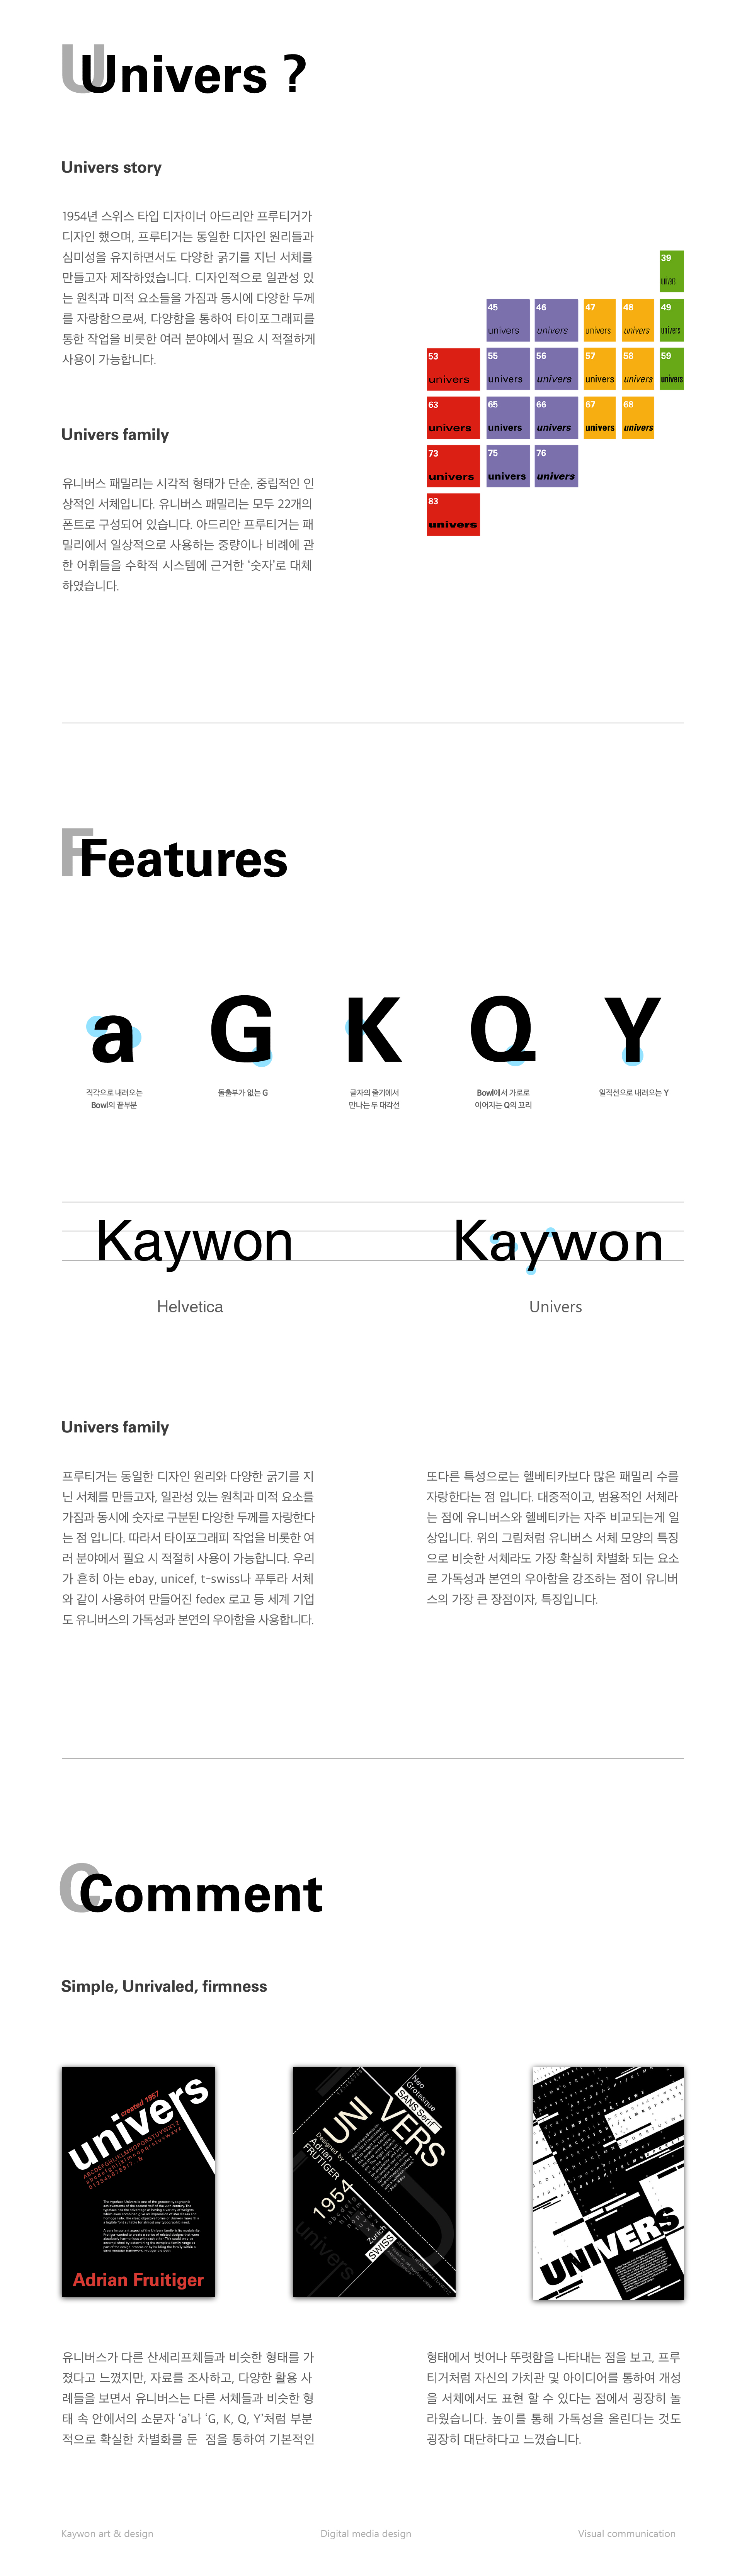 Univers ?
Univers story
1954년 스위스 타입 디자이너 아드리안 프루티거가
디자인 했으며, 프루티거는 동일한 디자인 원리들과
심미성을 유지하면서도 다양한 굵기를 지닌 서체를
만들고자 제작하였습니다. 디자인적으로 일관성 있
는 원칙과 미적 요소들을 가짐과 동시에 다양한 두께
를 자랑함으로써, 다양함을 통하여 타이포그래피를
통한 작업을 비롯한 여러 분야에서 필요 시 적절하게
사용이 가능합니다.
39
univers
45 46 47 48 49
univers univers univers univers univers
53 55 56 57 58 59
univers univers univers univers univers univers
63 65 66 67 68
univers univers univers univers univers
73 75 76
univers univers univers
83
univers
Univers family
유니버스 패밀리는 시각적 형태가 단순, 중립적인 인
상적인 서체입니다. 유니버스 패밀리는 모두 22개의
폰트로 구성되어 있습니다. 아드리안 프루티거는 패
밀리에서 일상적으로 사용하는 중량이나 비례에 관
한 어휘들을 수학적 시스템에 근거한 ‘숫자’로 대체
하였습니다.
Features
a G K Q Y
직각으로 내려오는
Bowl의 끝부분
돌출부가 없는 G
글자의 줄기에서
만나는 두 대각선
Bowl에서 가로로
이어지는 Q의 꼬리
일직선으로 내려오는 Y
Kaywon
Helvetica
Kaywon
Univers
Univers family
프루티거는 동일한 디자인 원리와 다양한 굵기를 지
닌 서체를 만들고자, 일관성 있는 원칙과 미적 요소를
가짐과 동시에 숫자로 구분된 다양한 두께를 자랑한다
는 점 입니다. 따라서 타이포그래피 작업을 비롯한 여
러 분야에서 필요 시 적절히 사용이 가능합니다. 우리
가 흔히 아는 ebay, unicef, t-swiss나 푸투라 서체
와 같이 사용하여 만들어진 fedex 로고 등 세계 기업
도 유니버스의 가독성과 본연의 우아함을 사용합니다.
또다른 특성으로는 헬베티카보다 많은 패밀리 수를
자랑한다는 점 입니다. 대중적이고, 범용적인 서체라
는 점에 유니버스와 헬베티카는 자주 비교되는게 일
상입니다. 위의 그림처럼 유니버스 서체 모양의 특징
으로 비슷한 서체라도 가장 확실히 차별화 되는 요소
로 가독성과 본연의 우아함을 강조하는 점이 유니버
스의 가장 큰 장점이자, 특징입니다.
Comment
Simple, Unrivaled, firmness
univers
created 1957
ABCDEFGHIJKLMNOPQRSTUVWXYZ
abcdefghijklmnopqrstuvwxyz
Adrian Fruitiger
UNI
VERS
Neo
Grotesque
SANS Serif
Designed by
Adrian
FRUTIGER
1954
Zurich
SWISS
univers
UNIVERS
유니버스가 다른 산세리프체들과 비슷한 형태를 가
졌다고 느꼈지만, 자료를 조사하고, 다양한 활용 사
례들을 보면서 유니버스는 다른 서체들과 비슷한 형
태 속 안에서의 소문자 ‘a’나 ‘G, K, Q, Y’처럼 부분
적으로 확실한 차별화를 둔 점을 통하여 기본적인
형태에서 벗어나 뚜렷함을 나타내는 점을 보고, 프루
티거처럼 자신의 가치관 및 아이디어를 통하여 개성
을 서체에서도 표현 할 수 있다는 점에서 굉장히 놀
라웠습니다. 높이를 통해 가독성을 올린다는 것도
굉장히 대단하다고 느꼈습니다.
Kaywon art & design
Digital media design
Visual communication